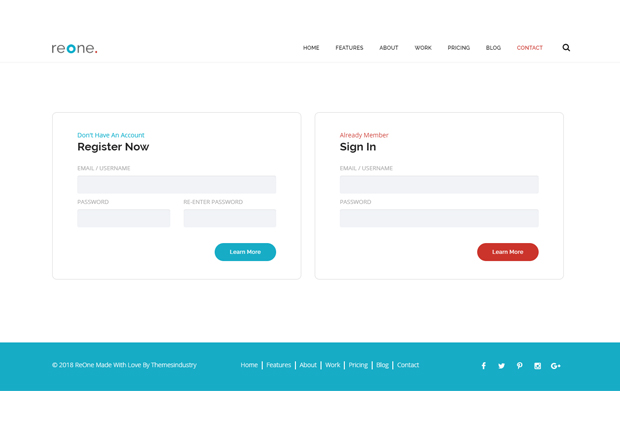 reone.
HOME FEATURES ABOUT WORK PRICING BLOG CONTACT
Don't Have An Account
Register Now
EMAIL / USERNAME
PASSWORD RE-ENTER PASSWORD
Learn More
Already Member
Sign In
EMAIL / USERNAME
PASSWORD
Learn More
© 2018 ReOne Made With Love By Themesindustry
Home | Features | About | Work | Pricing | Blog | Contact